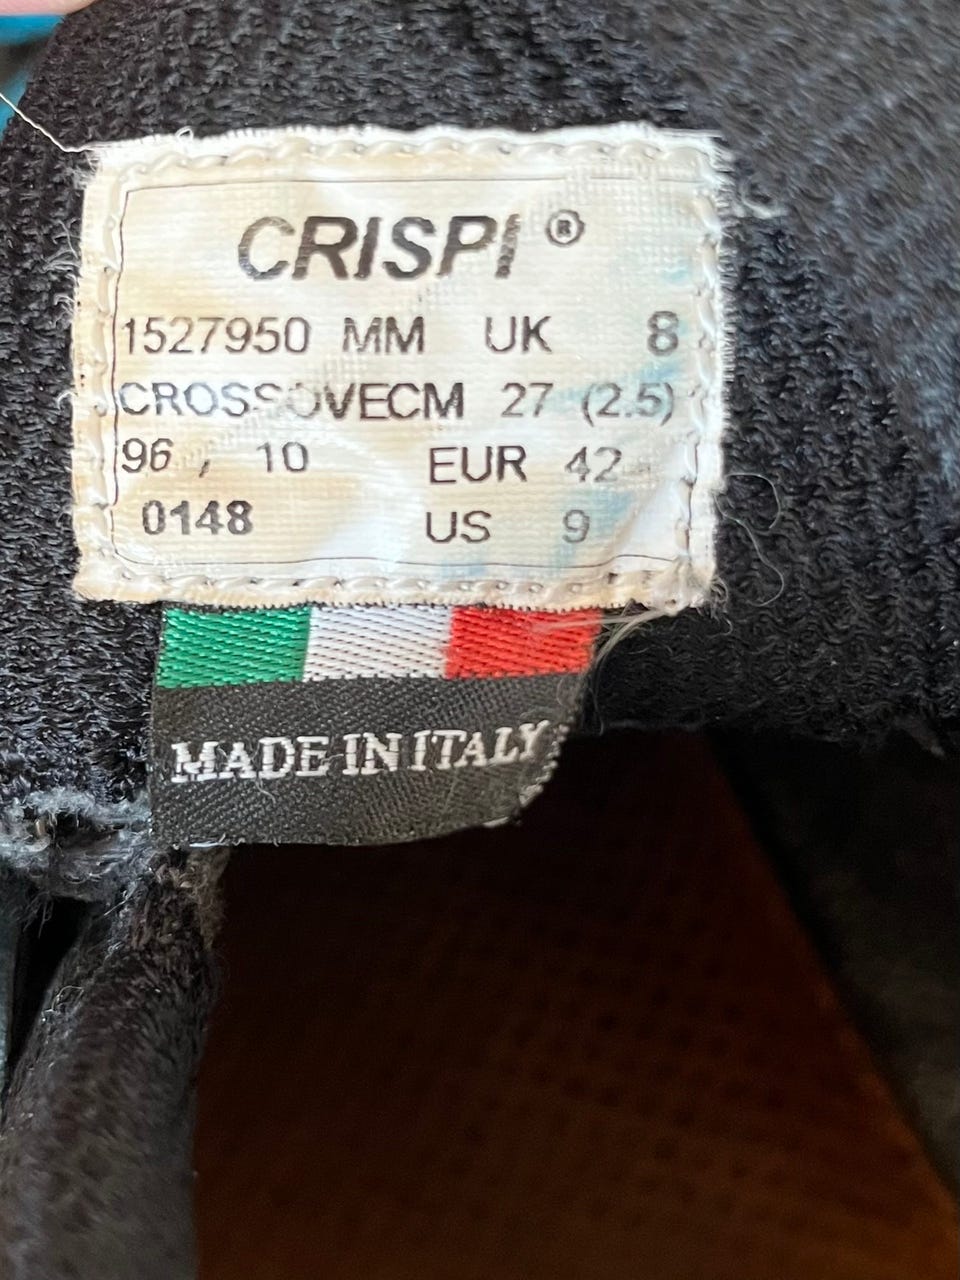 CRISPI ®
1527950 MM UK 8
CROSSOVECM 27 (2.5)
96, 10 EUR 42
0148 US 9
MADE IN ITALY